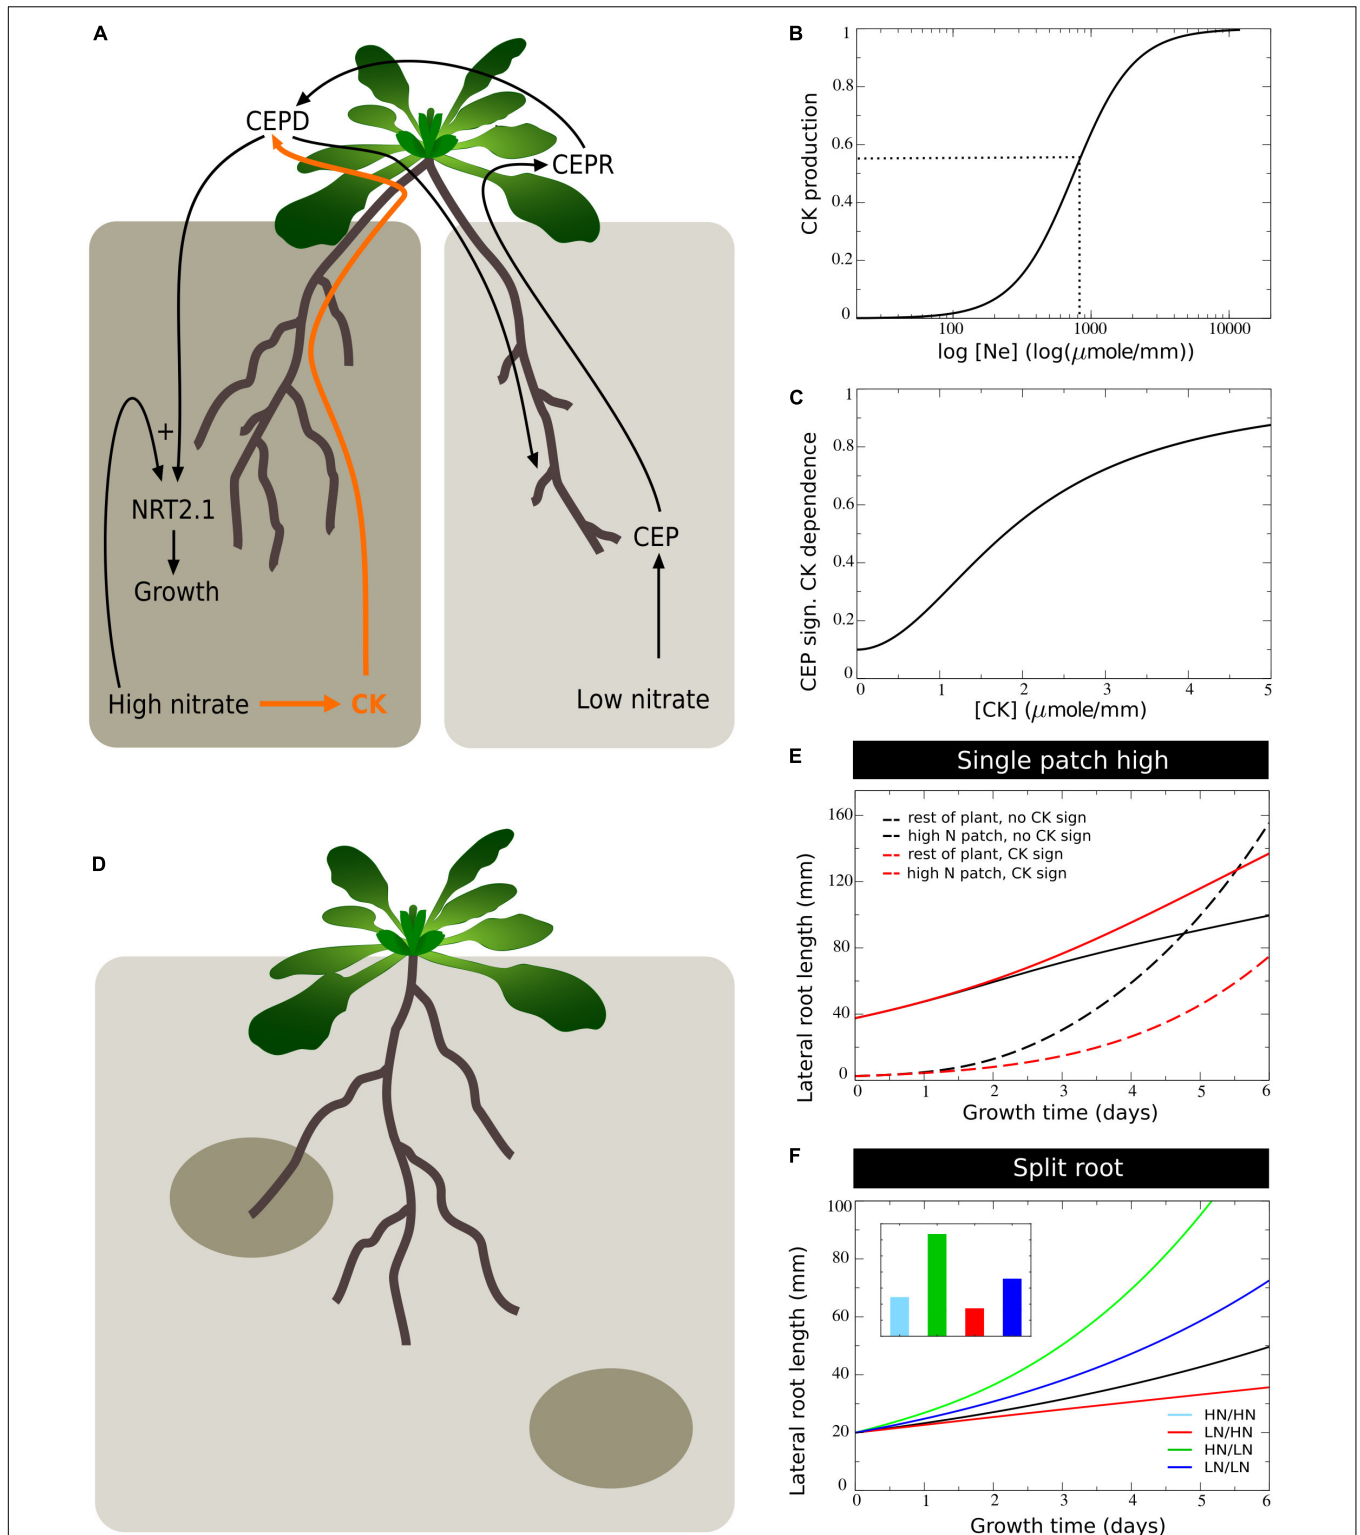 A
CEPD
CEPR
+
NRT2.1
Growth
CEP
High nitrate
CK
Low nitrate
B
CK production
1
0.8
0.6
0.4
0.2
0
100
1000
10000
log [Ne] (log(μmole/mm))
C
CEP sign. CK dependence
1
0.8
0.6
0.4
0.2
0
0
1
2
3
4
5
[CK] (μmole/mm)
D
E
Single patch high
rest of plant, no CK sign
high N patch, no CK sign
rest of plant, CK sign
high N patch, CK sign
Lateral root length (mm)
160
120
80
40
0
0
1
2
3
4
5
6
Growth time (days)
F
Split root
Lateral root length (mm)
100
80
60
40
20
0
HN/HN
LN/HN
HN/LN
LN/LN
0
1
2
3
4
5
6
Growth time (days)